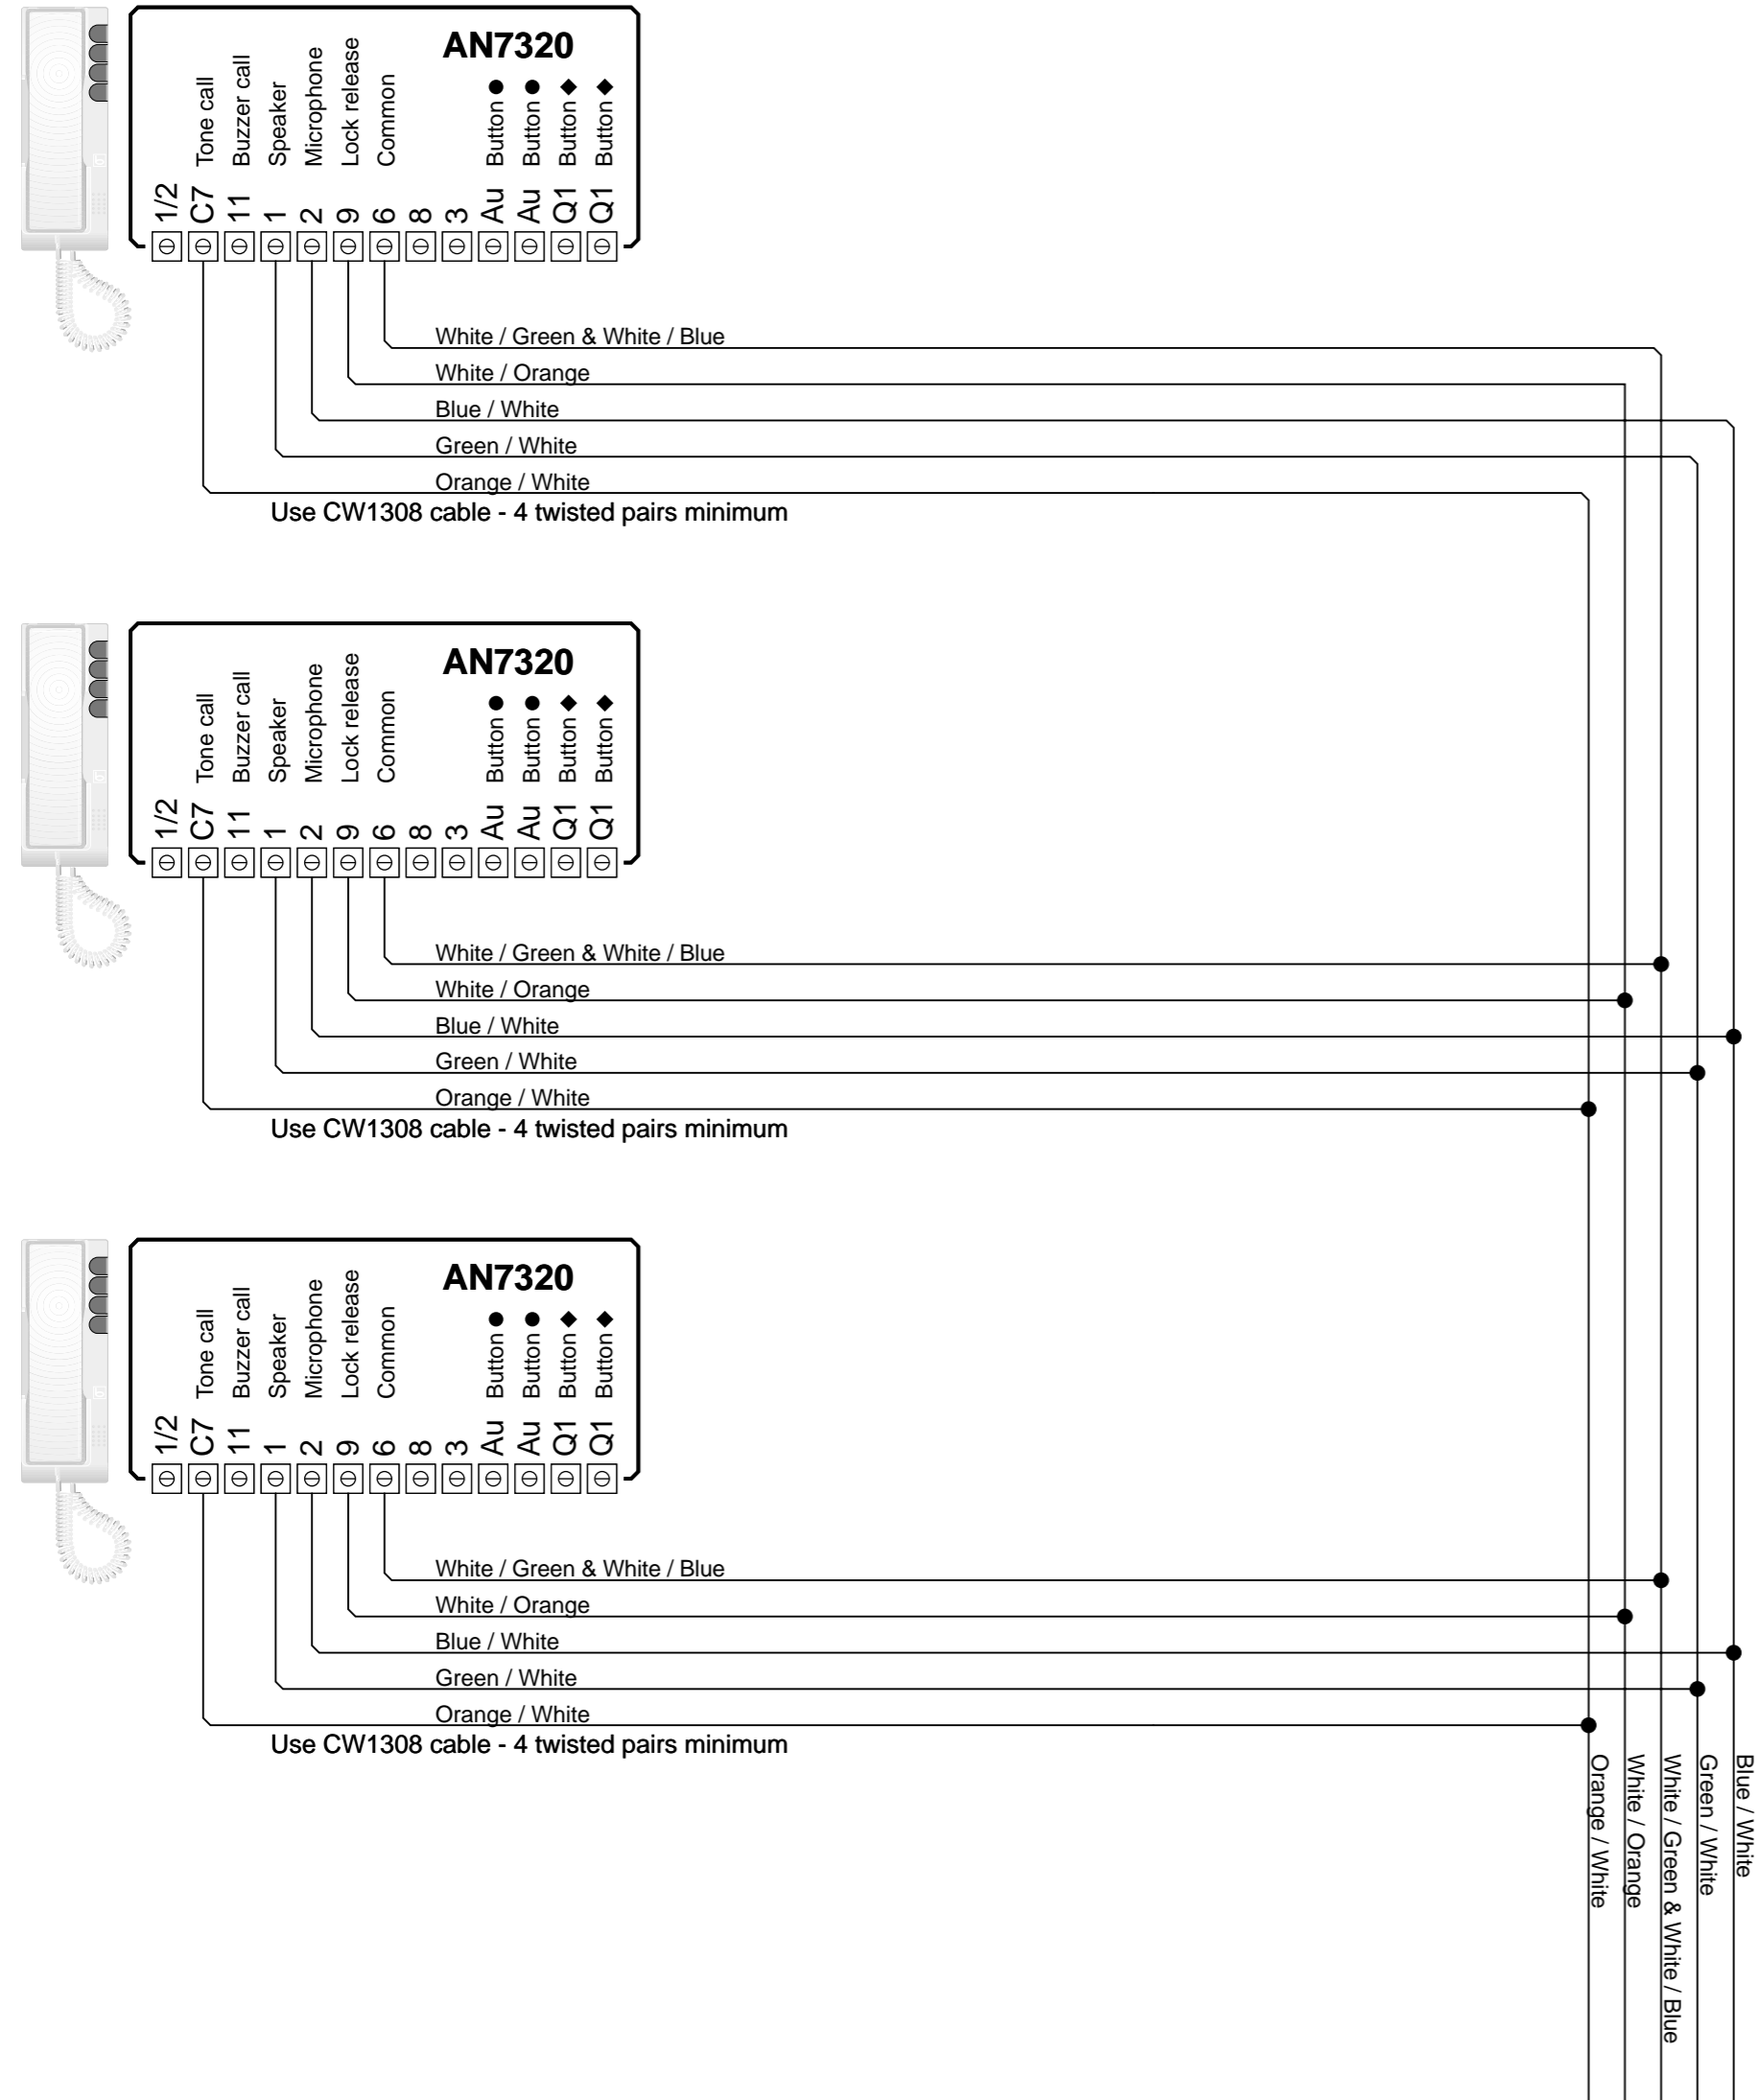 AN7320
Tone call
Buzzer call
Speaker
Microphone
Lock release
Common
Button ●
Button ●
Button ◆
Button ◆
1/2
C7
11
1
2
9
6
8
3
Au
Au
Q1
Q1
White / Green & White / Blue
White / Orange
Blue / White
Green / White
Orange / White
Use CW1308 cable - 4 twisted pairs minimum
AN7320
Tone call
Buzzer call
Speaker
Microphone
Lock release
Common
Button ●
Button ●
Button ◆
Button ◆
1/2
C7
11
1
2
9
6
8
3
Au
Au
Q1
Q1
White / Green & White / Blue
White / Orange
Blue / White
Green / White
Orange / White
Use CW1308 cable - 4 twisted pairs minimum
AN7320
Tone call
Buzzer call
Speaker
Microphone
Lock release
Common
Button ●
Button ●
Button ◆
Button ◆
1/2
C7
11
1
2
9
6
8
3
Au
Au
Q1
Q1
White / Green & White / Blue
White / Orange
Blue / White
Green / White
Orange / White
Use CW1308 cable - 4 twisted pairs minimum
Orange / White
White / Orange
White / Green & White / Blue
Green / White
Blue / White